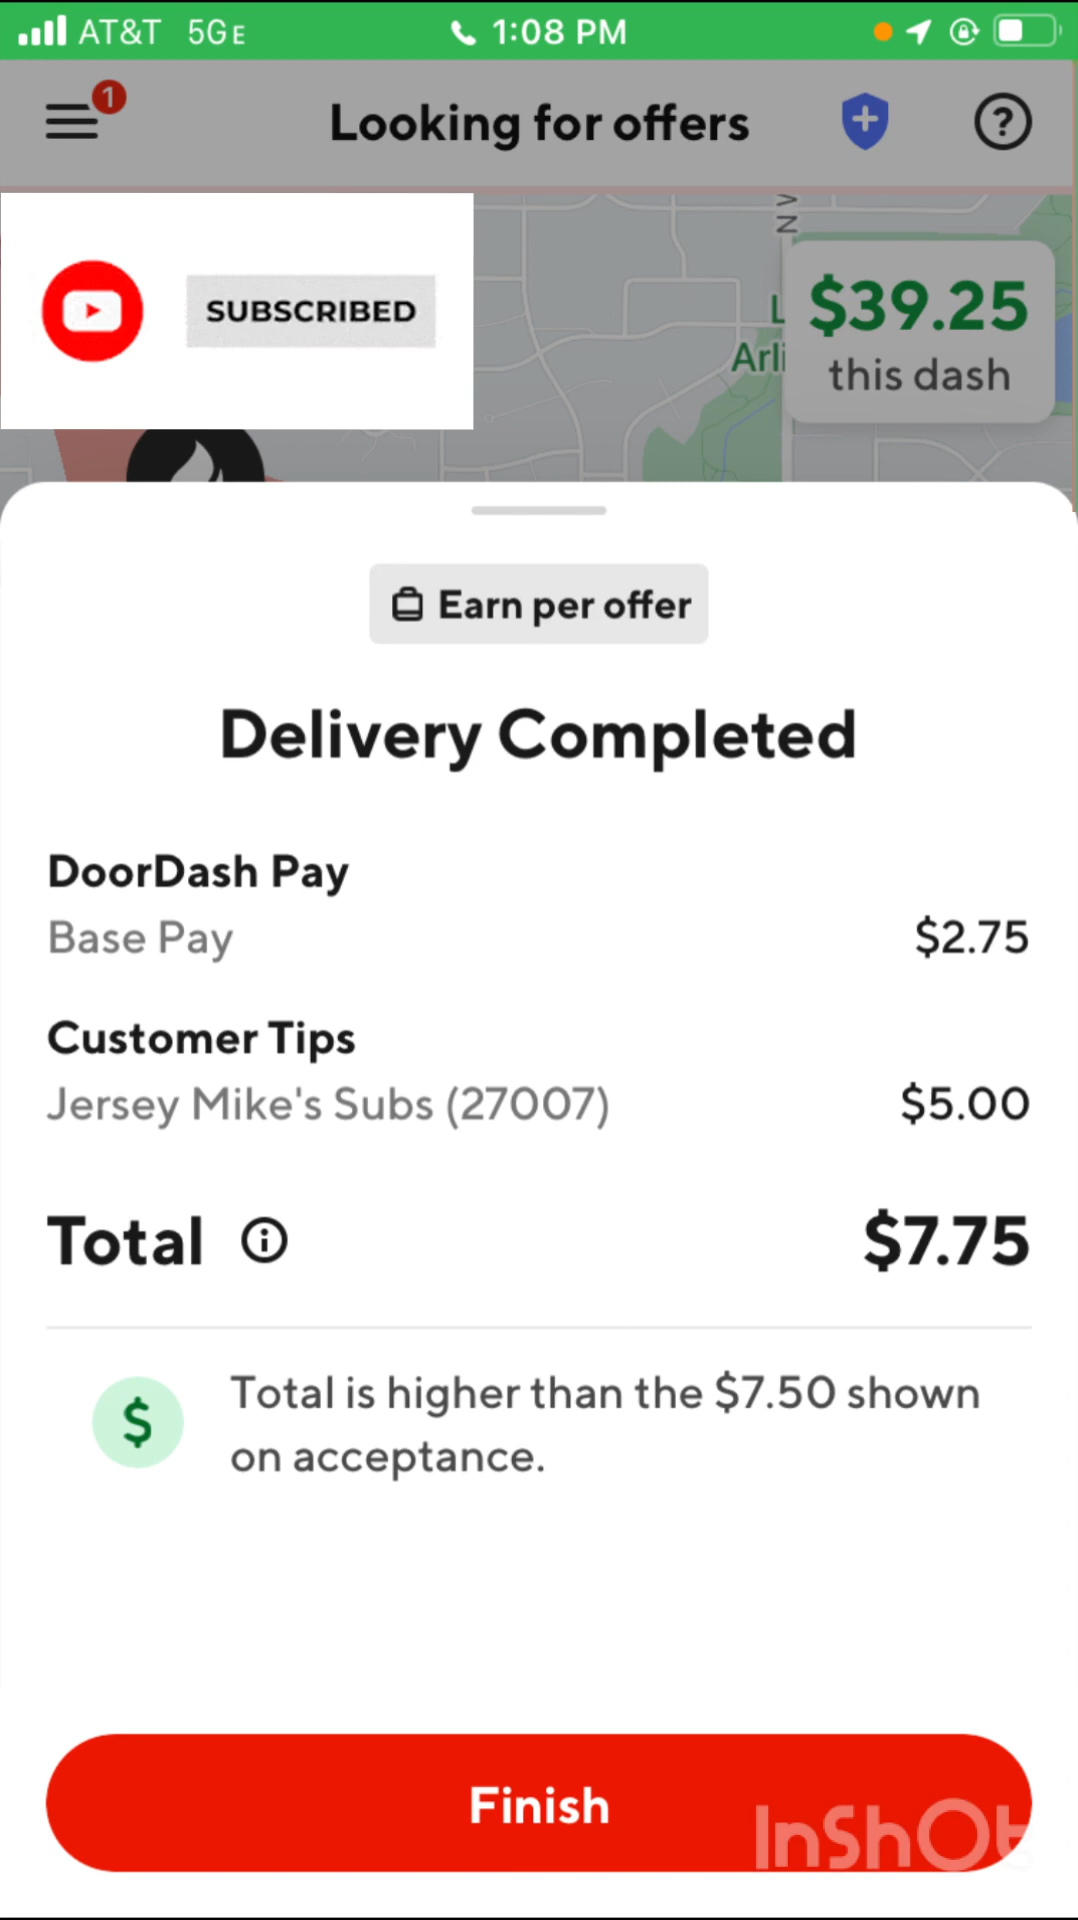 AT&T 5GE 1:08 PM
1
Looking for offers
?
SUBSCRIBED
$39.25
this dash
Arli
Earn per offer
Delivery Completed
DoorDash Pay
Base Pay $2.75
Customer Tips
Jersey Mike's Subs (27007) $5.00
Total $7.75
$ Total is higher than the $7.50 shown
on acceptance.
Finish
InShOt